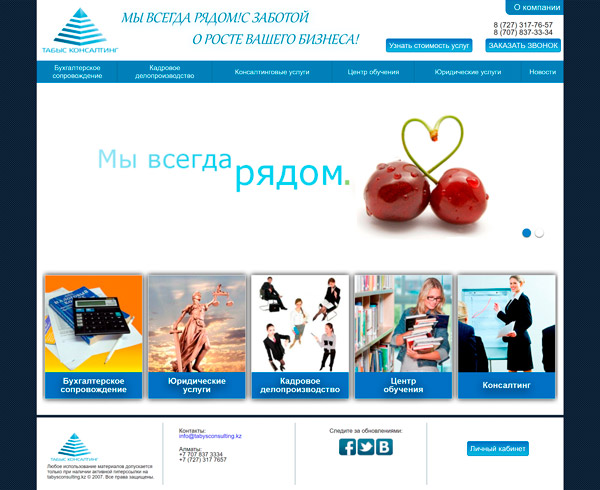 О компании
МЫ ВСЕГДА РЯДОМ!С ЗАБОТОЙ
О РОСТЕ ВАШЕГО БИЗНЕСА!
8 (727) 317-76-57
8 (707) 837-33-34
ТАБЫС КОНСАЛТИНГ
Узнать стоимость услуг
ЗАКАЗАТЬ ЗВОНОК
Бухгалтерское
сопровождение
Кадровое
делопроизводство
Консалтинговые услуги
Центр обучения
Юридические услуги
Новости
Мы всегда
рядом.
Бухгалтерское
сопровождение
Юридические
услуги
Кадровое
делопроизводство
Центр
обучения
Консалтинг
ТАБЫС КОНСАЛТИНГ
Любое использование материалов допускается
только при наличии активной гиперссылки на
tabysconsulting.kz © 2007. Все права защищены.
Контакты:
info@tabysconsulting.kz
Алматы:
+7 707 837 3334
+7 (727) 317 7657
Следите за обновлениями:
Личный кабинет